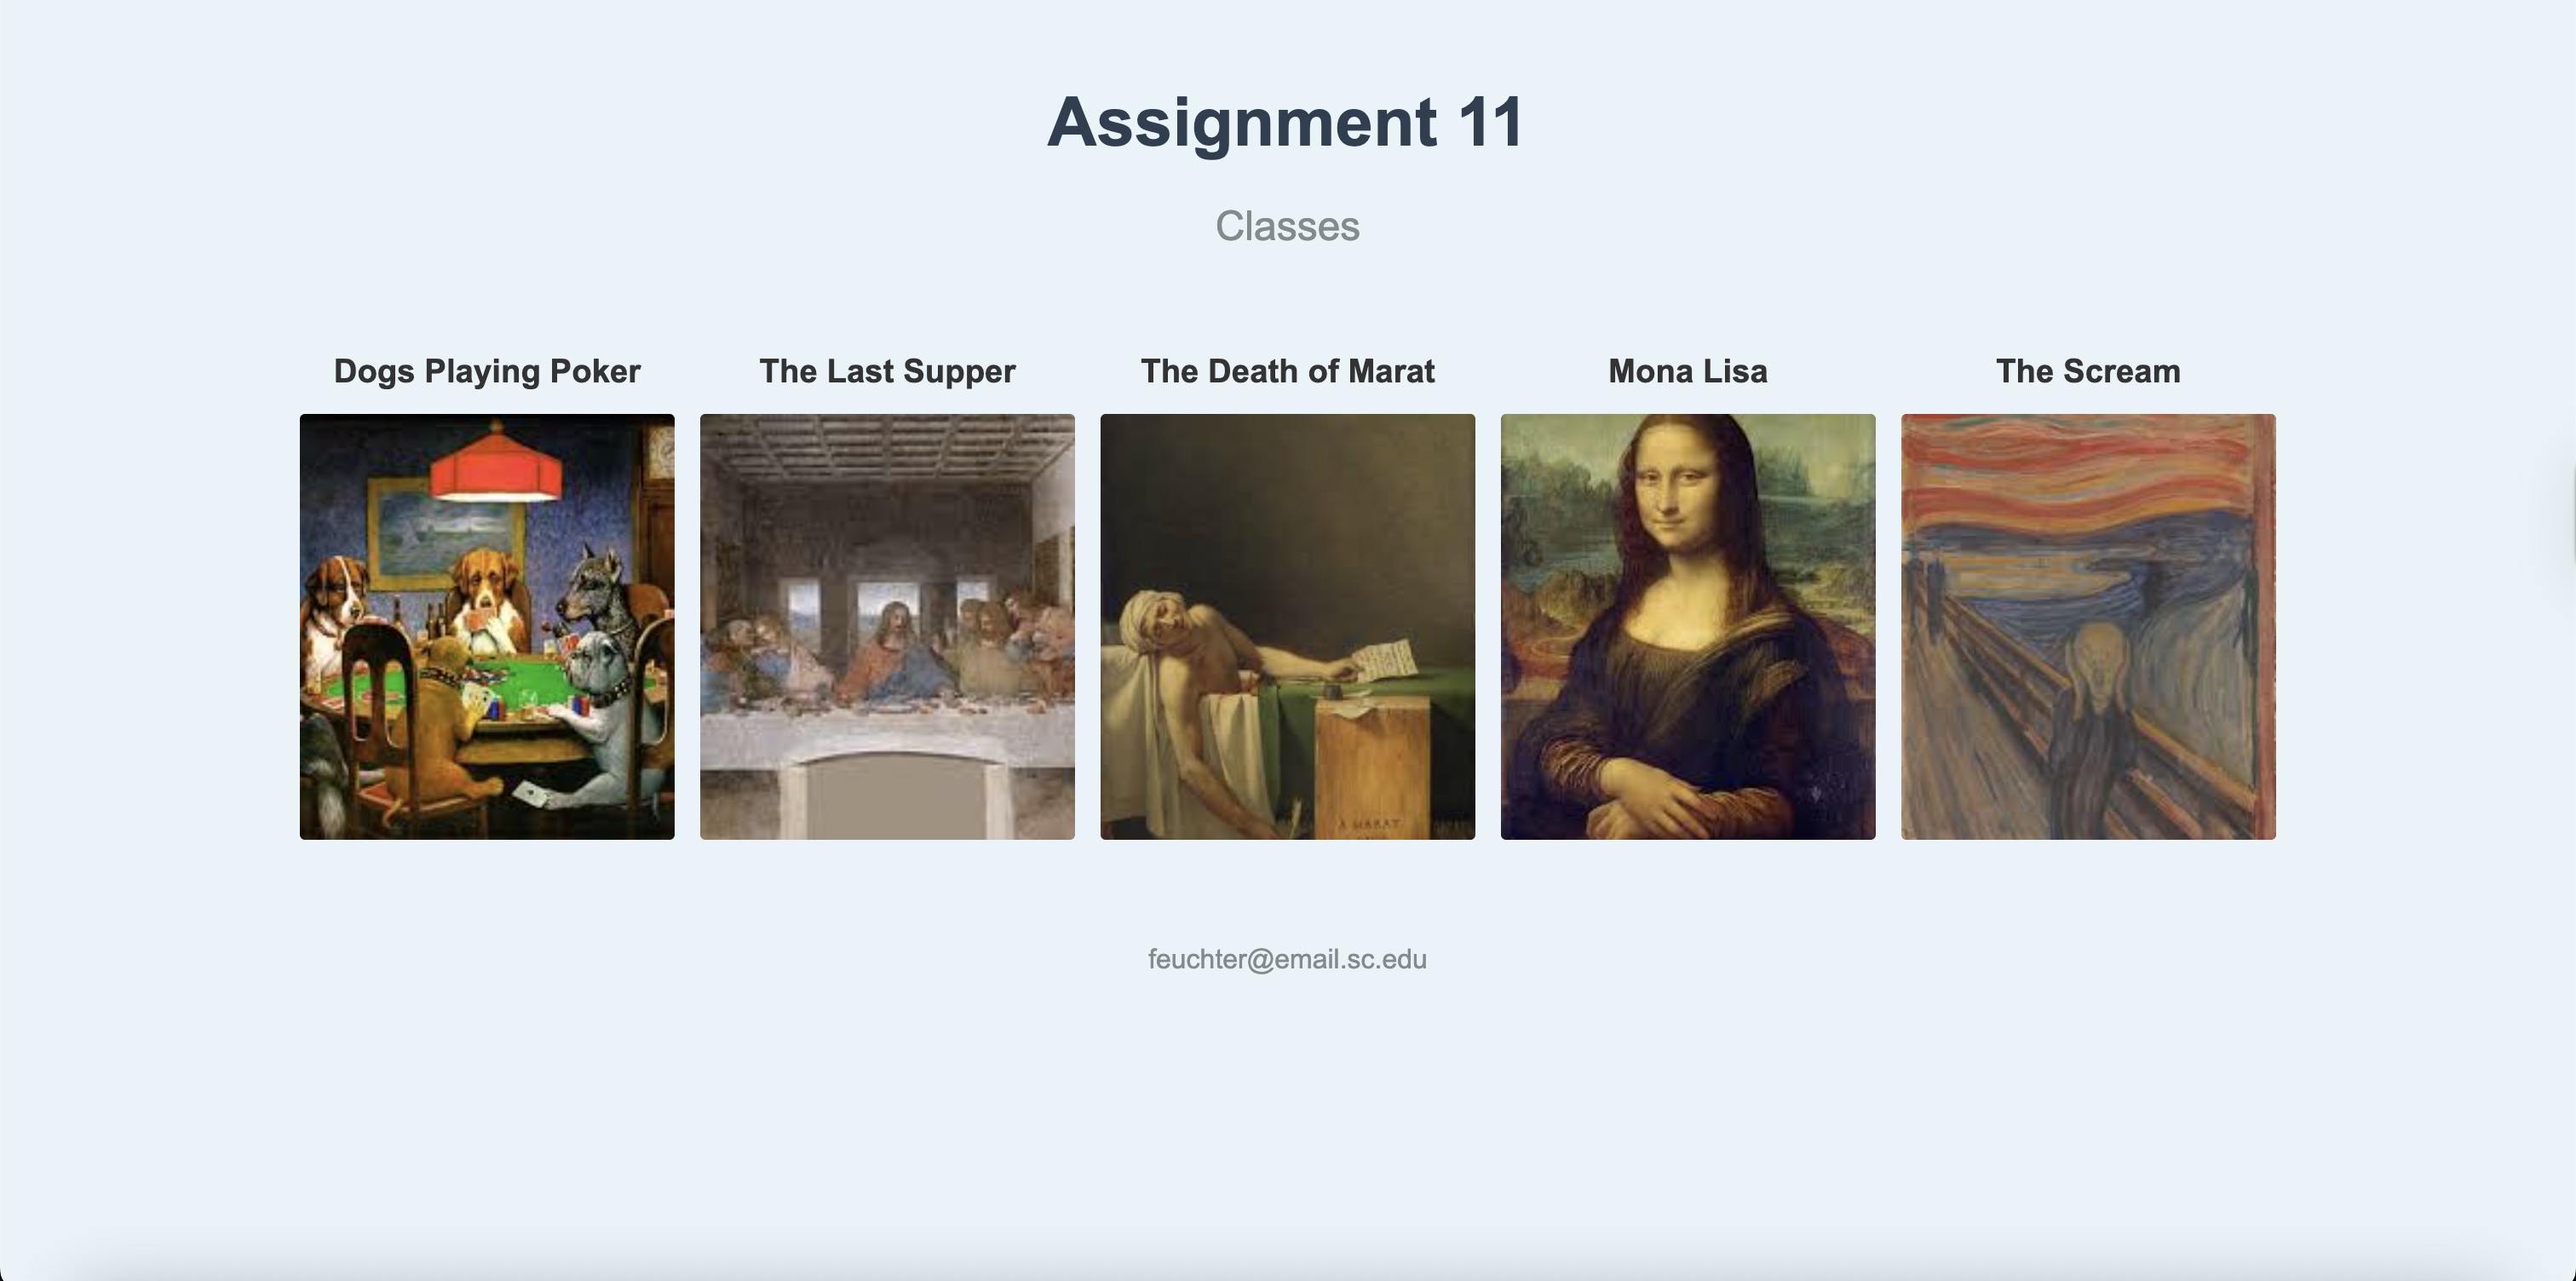 Assignment 11
Classes
Dogs Playing Poker
The Last Supper
The Death of Marat
Mona Lisa
The Scream
A MARAT
feuchter@email.sc.edu